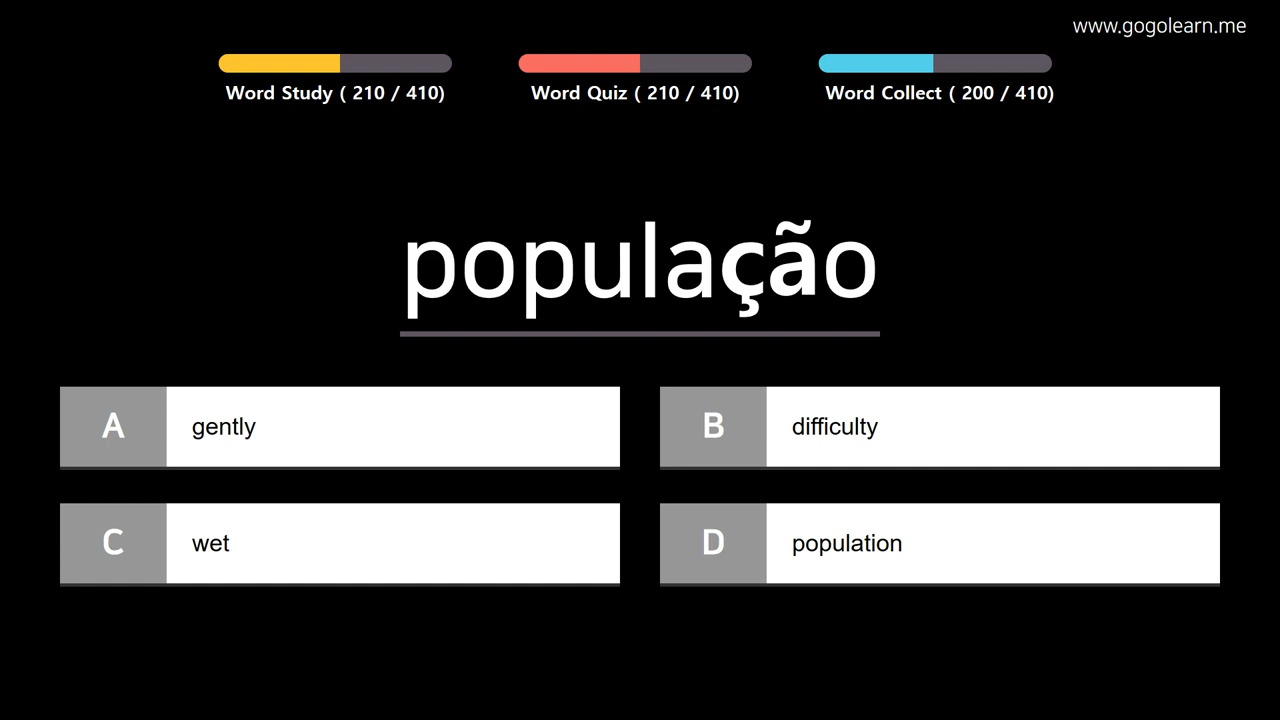 www.gogolearn.me
Word Study ( 210 / 410)
Word Quiz ( 210 / 410)
Word Collect ( 200 / 410)
população
A gently
B difficulty
C wet
D population